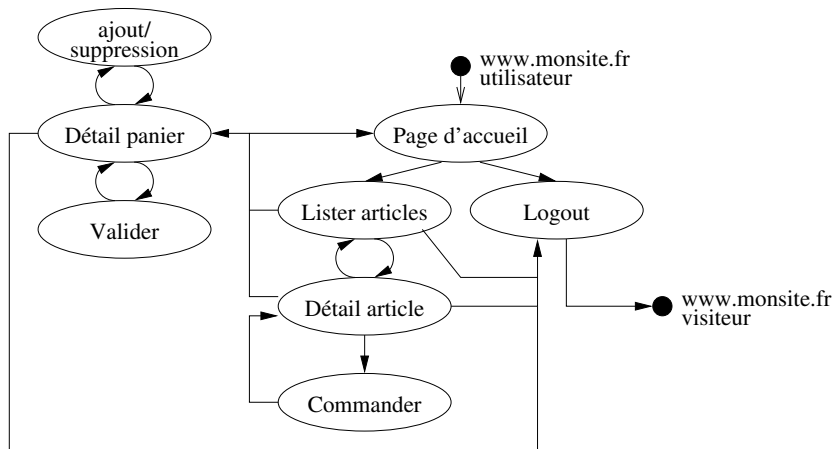 ajout/
suppression
www.monsite.fr
utilisateur
Détail panier
Page d'accueil
Valider
Lister articles
Logout
Détail article
www.monsite.fr
visiteur
Commander